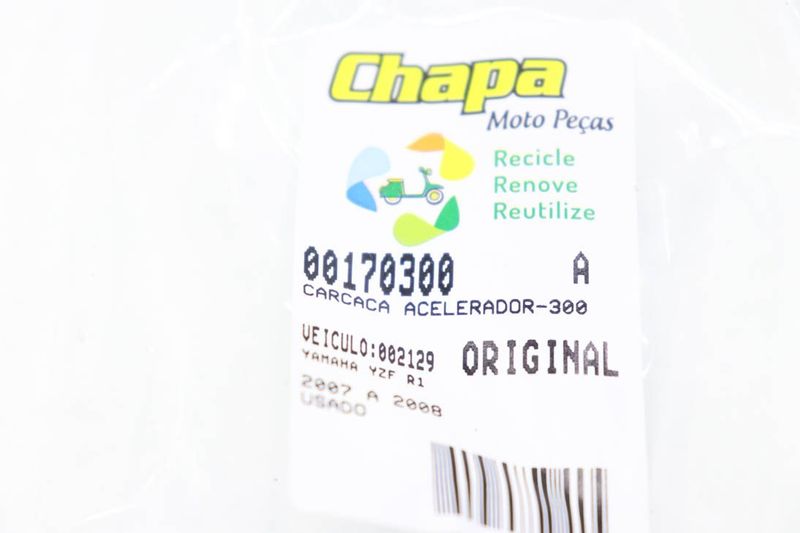 Chapa
Moto Peças
Recicle
Renove
Reutilize
00170300 A
CARCACA ACELERADOR-300
VEICULO:002129 ORIGINAL
YAMAHA YZF R1
2007 A 2008
USADO